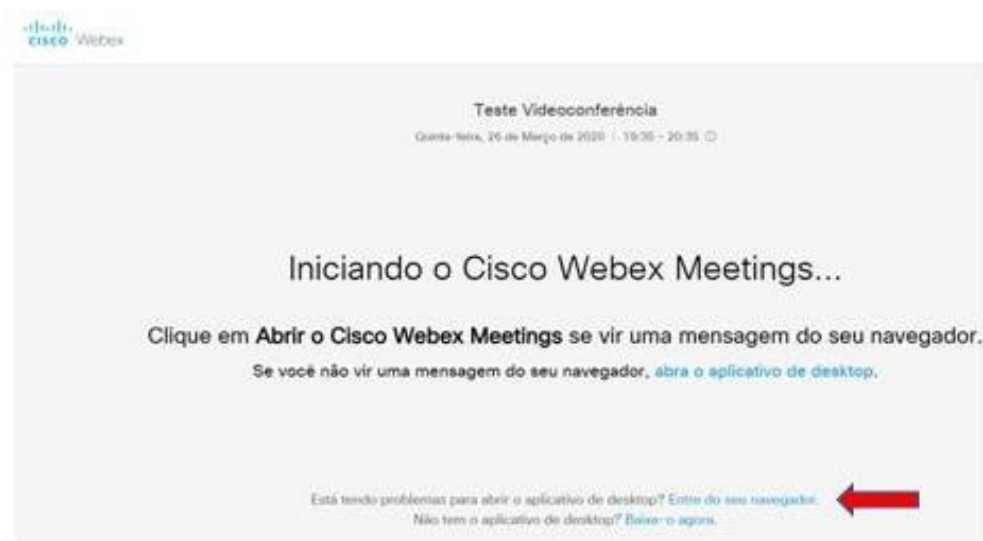 cisco Webex
Teste Videoconferência
Quinta-feira, 26 de Março de 2020 | 19:35 - 20:35
Iniciando o Cisco Webex Meetings...
Clique em Abrir o Cisco Webex Meetings se vir uma mensagem do seu navegador.
Se você não vir uma mensagem do seu navegador, abra o aplicativo de desktop.
Está tendo problemas para abrir o aplicativo de desktop? Entre do seu navegador.
Não tem o aplicativo de desktop? Baixe-o agora.